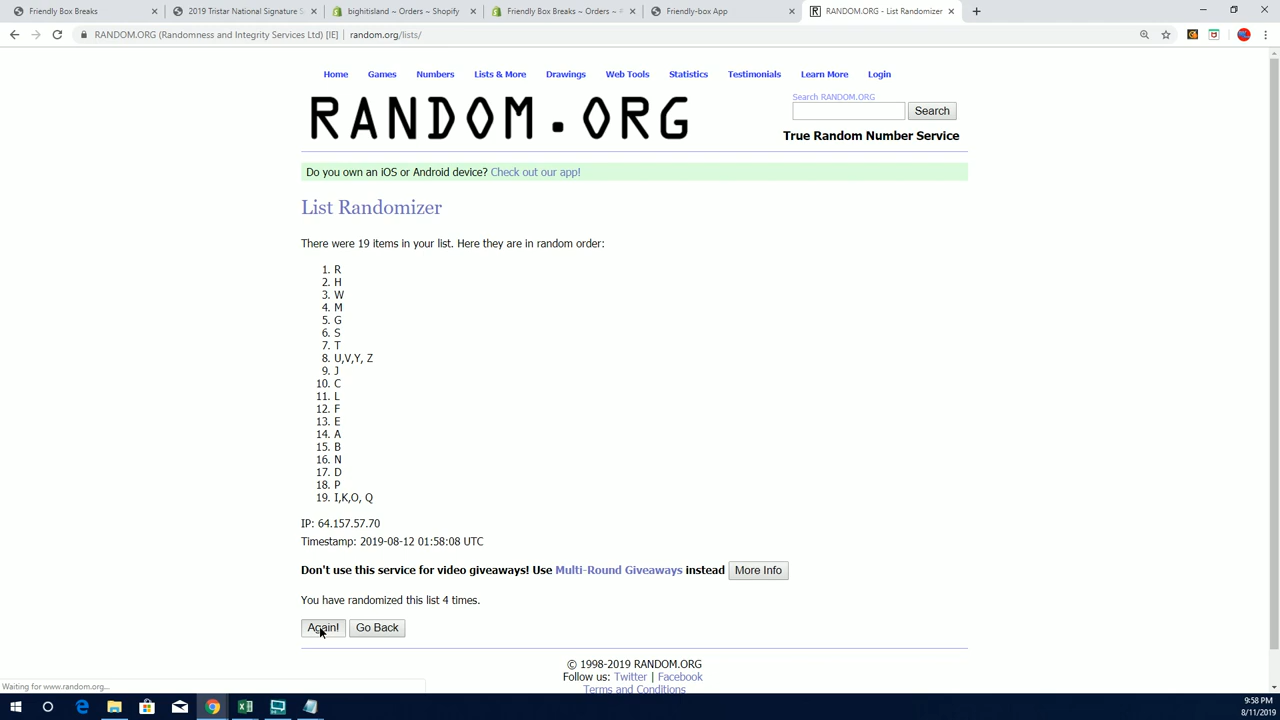 Friendly Box Breaks
2019 Tristar National Signature S
bighitisland ~ Orders ~ Shopify
Friendly Box Breaks ~ Orders ~ #
Friendly-box App
RANDOM.ORG - List Randomizer
RANDOM.ORG (Randomness and Integrity Services Ltd) [IE] | random.org/lists/
Home Games Numbers Lists & More Drawings Web Tools Statistics Testimonials Learn More Login
Search RANDOM.ORG
RANDOM.ORG
Search
True Random Number Service
Do you own an iOS or Android device? Check out our app!
List Randomizer
There were 19 items in your list. Here they are in random order:
1. R
2. H
3. W
4. M
5. G
6. S
7. T
8. U,V,Y, Z
9. J
10. C
11. L
12. F
13. E
14. A
15. B
16. N
17. D
18. P
19. I,K,O, Q
IP: 64.157.57.70
Timestamp: 2019-08-12 01:58:08 UTC
Don't use this service for video giveaways! Use Multi-Round Giveaways instead More Info
You have randomized this list 4 times.
Again! Go Back
© 1998-2019 RANDOM.ORG
Follow us: Twitter | Facebook
Terms and Conditions
Waiting for www.random.org...
9:58 PM
8/11/2019